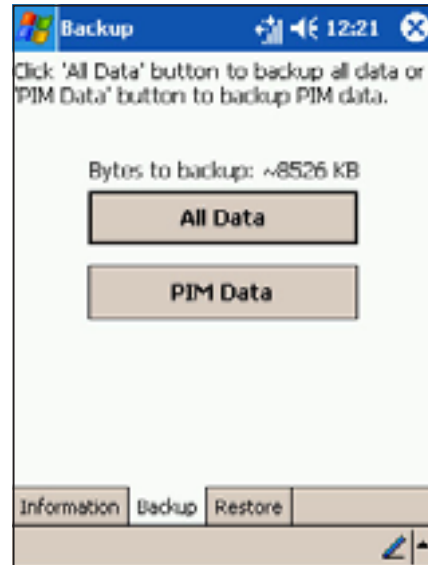 Backup 12:21
Click 'All Data' button to backup all data or
'PIM Data' button to backup PIM data.
Bytes to backup: ~8526 KB
All Data
PIM Data
Information Backup Restore